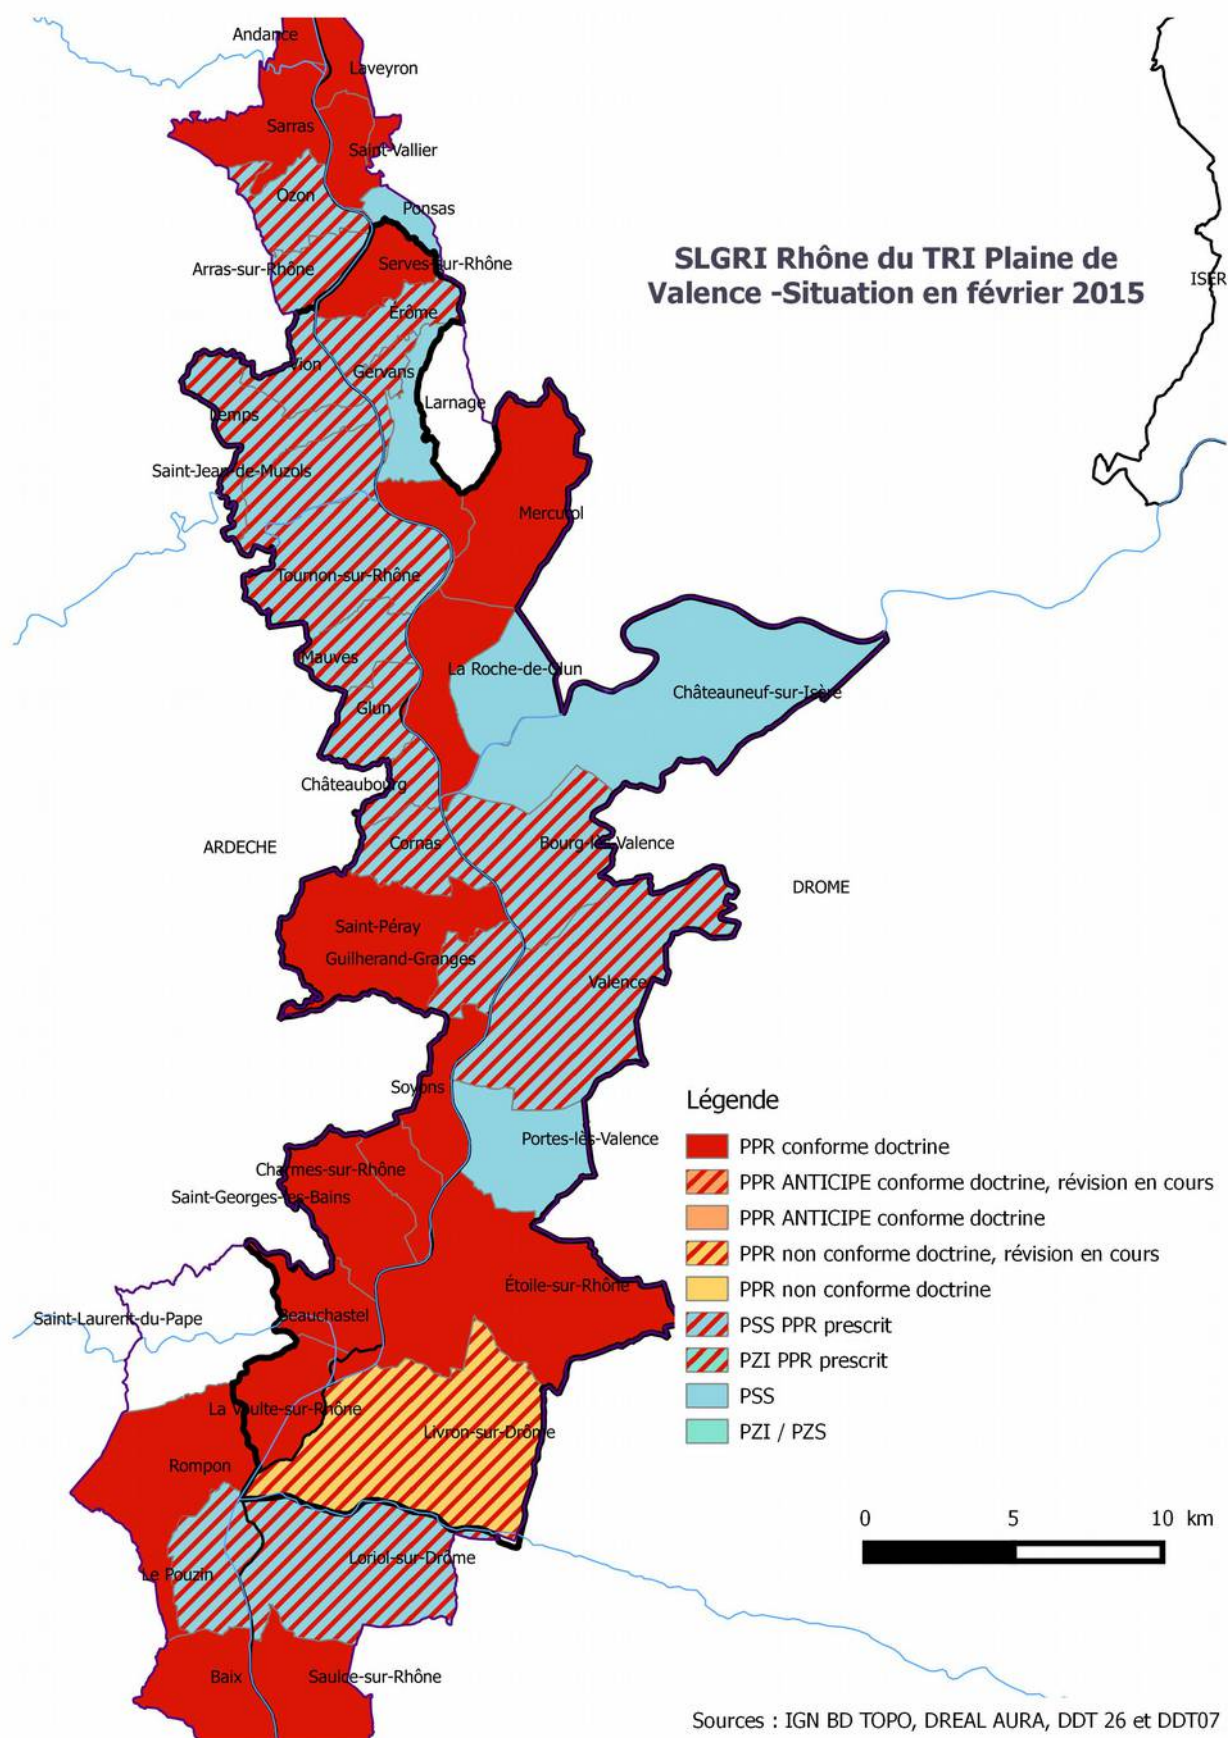 Andance
Laveyron
Sarras
Saint-Vallier
Ozon
Ponsas
Arras-sur-Rhône
Serves-sur-Rhône
SLGRI Rhône du TRI Plaine de
Valence -Situation en février 2015
ISER
Érôme
Vion
Gervans
Lemps
Larnage
Saint-Jean-de-Muzols
Mercurol
Tournon-sur-Rhône
Mauves
La Roche-de-Glun
Châteauneuf-sur-Isère
Glun
Châteaubourg
ARDECHE
Cornas
Bourg-lès-Valence
DROME
Saint-Péray
Guilherand-Granges
Valence
Soyons
Portes-lès-Valence
Charmes-sur-Rhône
Saint-Georges-les-Bains
Étoile-sur-Rhône
Saint-Laurent-du-Pape
Beauchastel
La Voulte-sur-Rhône
Livron-sur-Drôme
Rompon
Loriol-sur-Drôme
Le Pouzin
Baix
Saulce-sur-Rhône
Légende
PPR conforme doctrine
PPR ANTICIPE conforme doctrine, révision en cours
PPR ANTICIPE conforme doctrine
PPR non conforme doctrine, révision en cours
PPR non conforme doctrine
PSS PPR prescrit
PZI PPR prescrit
PSS
PZI / PZS
0 5 10 km
Sources : IGN BD TOPO, DREAL AURA, DDT 26 et DDT07